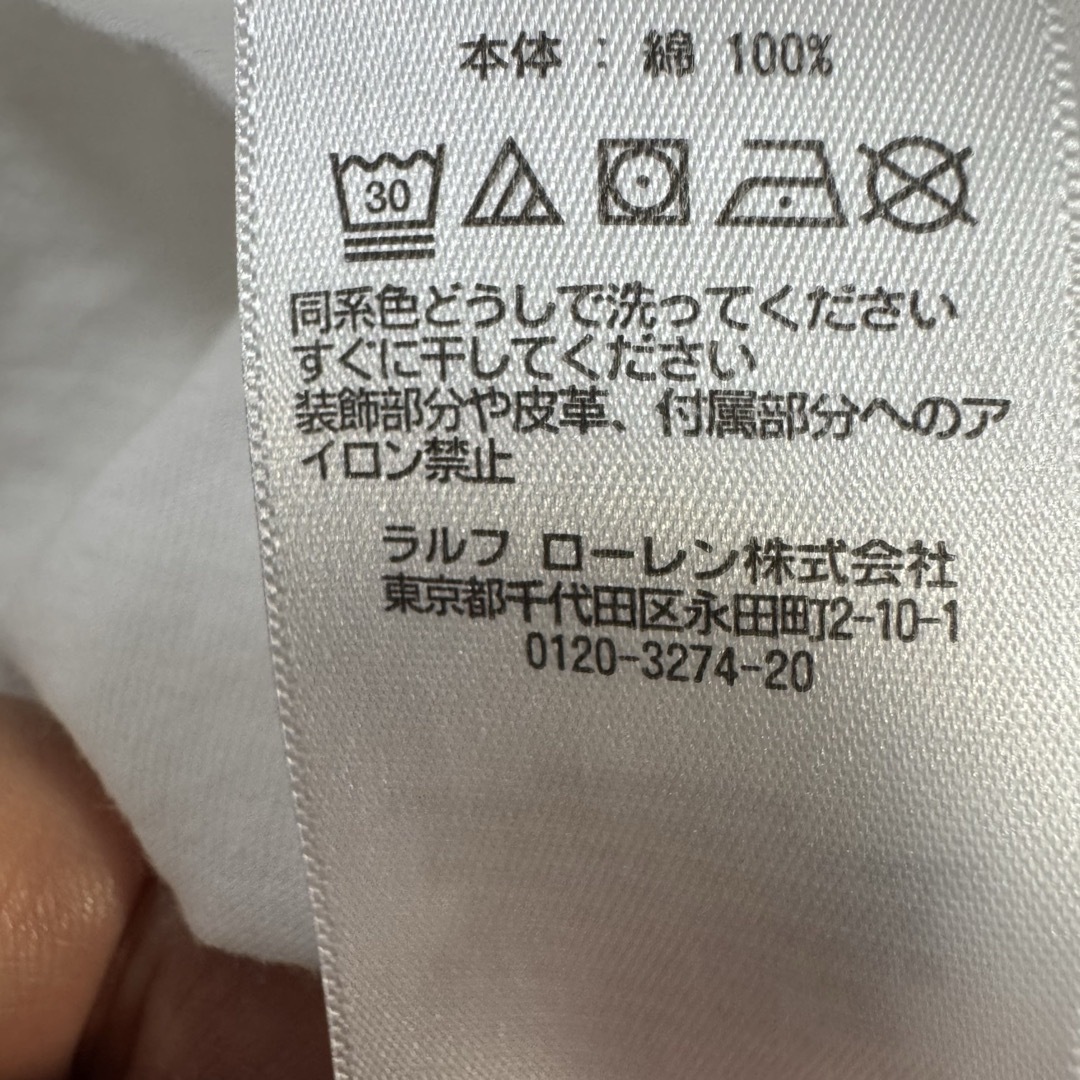 本体 : 綿 100%
30
同系色どうしで洗ってください
すぐに干してください
装飾部分や皮革、付属部分へのア
イロン禁止
ラルフ ローレン株式会社
東京都千代田区永田町2-10-1
0120-3274-20